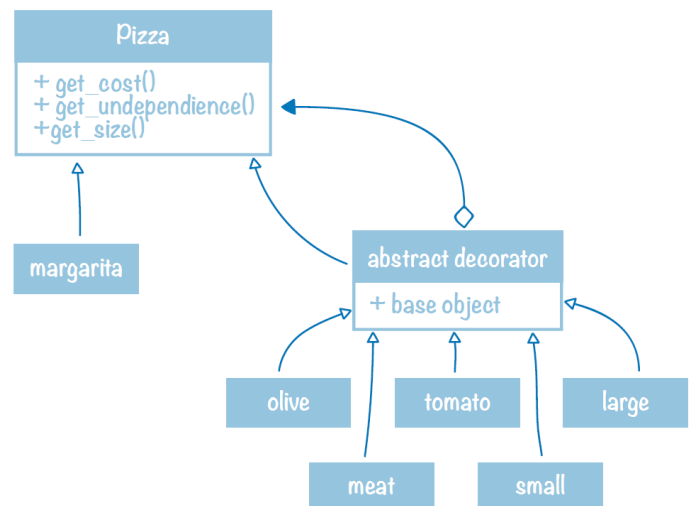 Pizza
+ get_cost()
+ get_undependience()
+get_size()
margarita
abstract decorator
+ base object
olive
tomato
large
meat
small